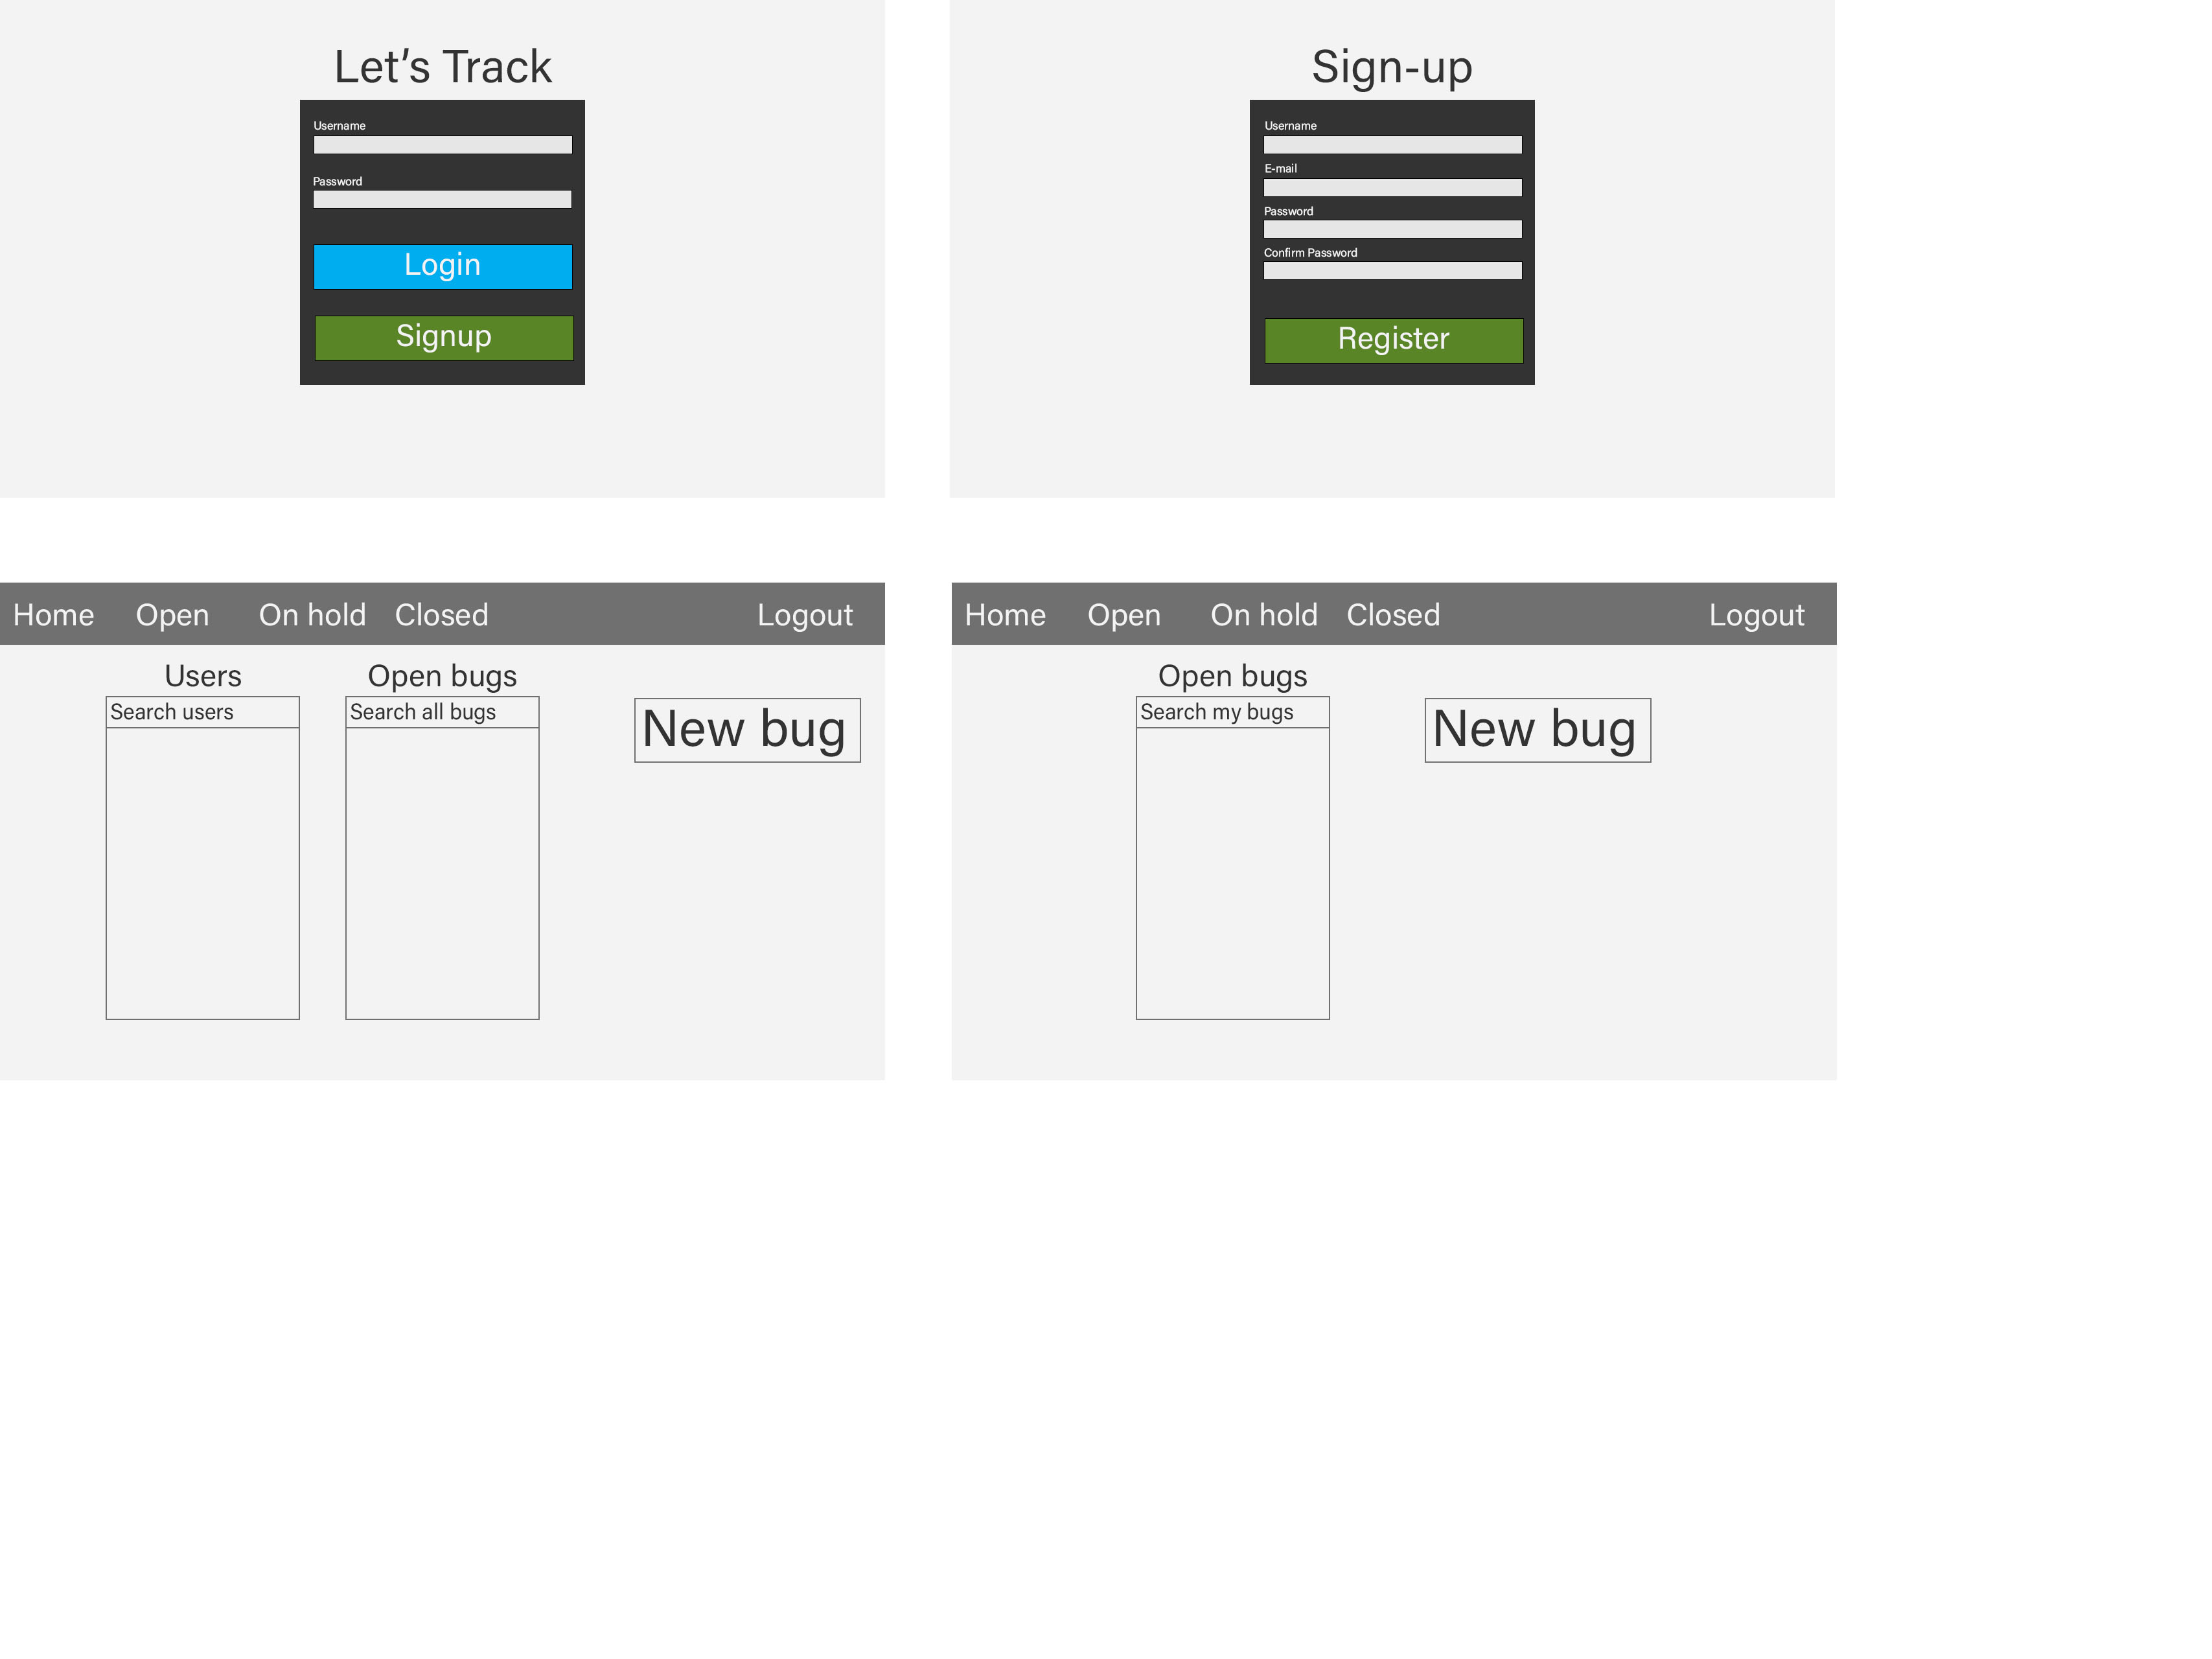 Let’s Track
Username
Password
Login
Signup
Sign-up
Username
E-mail
Password
Confirm Password
Register
Home Open On hold Closed Logout
Users
Search users
Open bugs
Search all bugs
New bug
Home Open On hold Closed Logout
Open bugs
Search my bugs
New bug